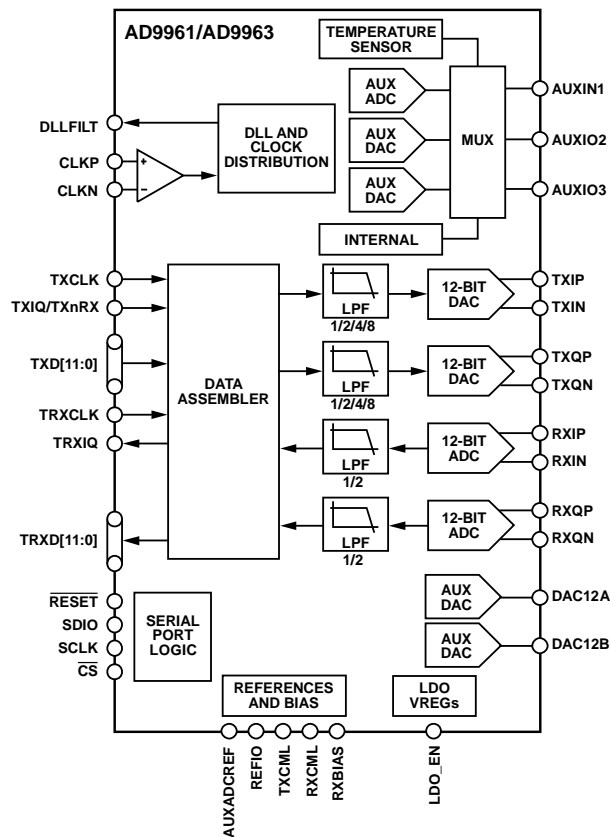 AD9961/AD9963
TEMPERATURE
SENSOR
AUX
ADC
AUX
DAC
AUX
DAC
MUX
INTERNAL
AUXIN1
AUXIO2
AUXIO3
DLLFILT
CLKP
CLKN
+
−
DLL AND
CLOCK
DISTRIBUTION
TXCLK
TXIQ/TXnRX
TXD[11:0]
TRXCLK
TRXIQ
TRXD[11:0]
DATA
ASSEMBLER
LPF
1/2/4/8
12-BIT
DAC
TXIP
TXIN
LPF
1/2/4/8
12-BIT
DAC
TXQP
TXQN
LPF
1/2
12-BIT
ADC
RXIP
RXIN
LPF
1/2
12-BIT
ADC
RXQP
RXQN
RESET
SDIO
SCLK
CS
SERIAL
PORT
LOGIC
AUX
DAC
DAC12A
AUX
DAC
DAC12B
REFERENCES
AND BIAS
LDO
VREGs
AUXADCREF
REFIO
TXCML
RXCML
RXBIAS
LDO_EN